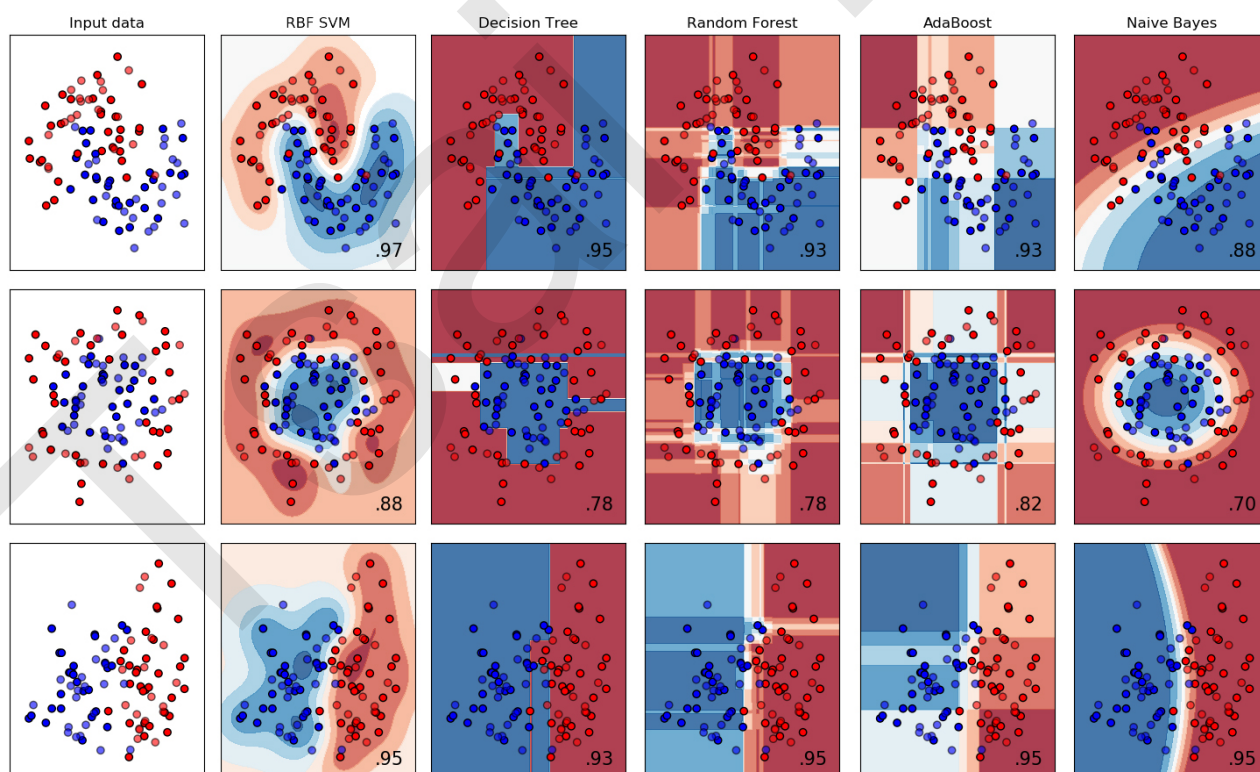 Input data
RBF SVM
Decision Tree
Random Forest
AdaBoost
Naive Bayes
.97
.95
.93
.93
.88
.88
.78
.78
.82
.70
.95
.93
.95
.95
.95